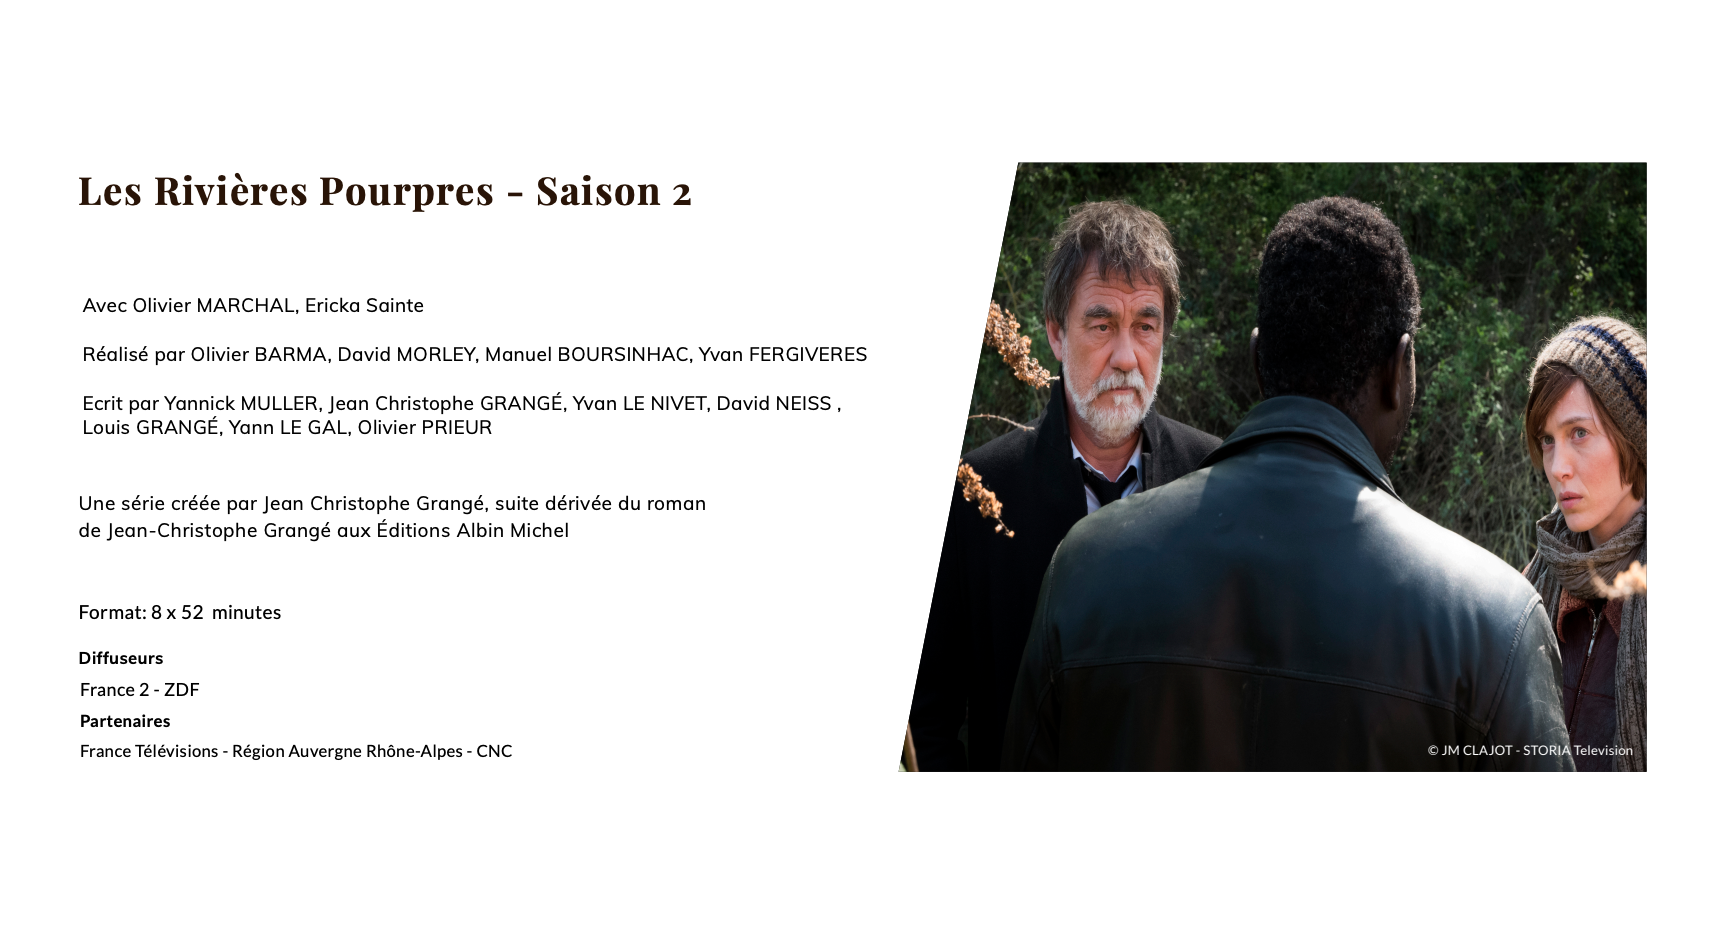 Les Rivières Pourpres - Saison 2
Avec Olivier MARCHAL, Ericka Sainte
Réalisé par Olivier BARMA, David MORLEY, Manuel BOURSINHAC, Yvan FERGIVERES
Ecrit par Yannick MULLER, Jean Christophe GRANGÉ, Yvan LE NIVET, David NEISS ,
Louis GRANGÉ, Yann LE GAL, Olivier PRIEUR
Une série créée par Jean Christophe Grangé, suite dérivée du roman
de Jean-Christophe Grangé aux Éditions Albin Michel
Format: 8 x 52 minutes
Diffuseurs
France 2 - ZDF
Partenaires
France Télévisions - Région Auvergne Rhône-Alpes - CNC
© JM CLAJOT - STORIA Television